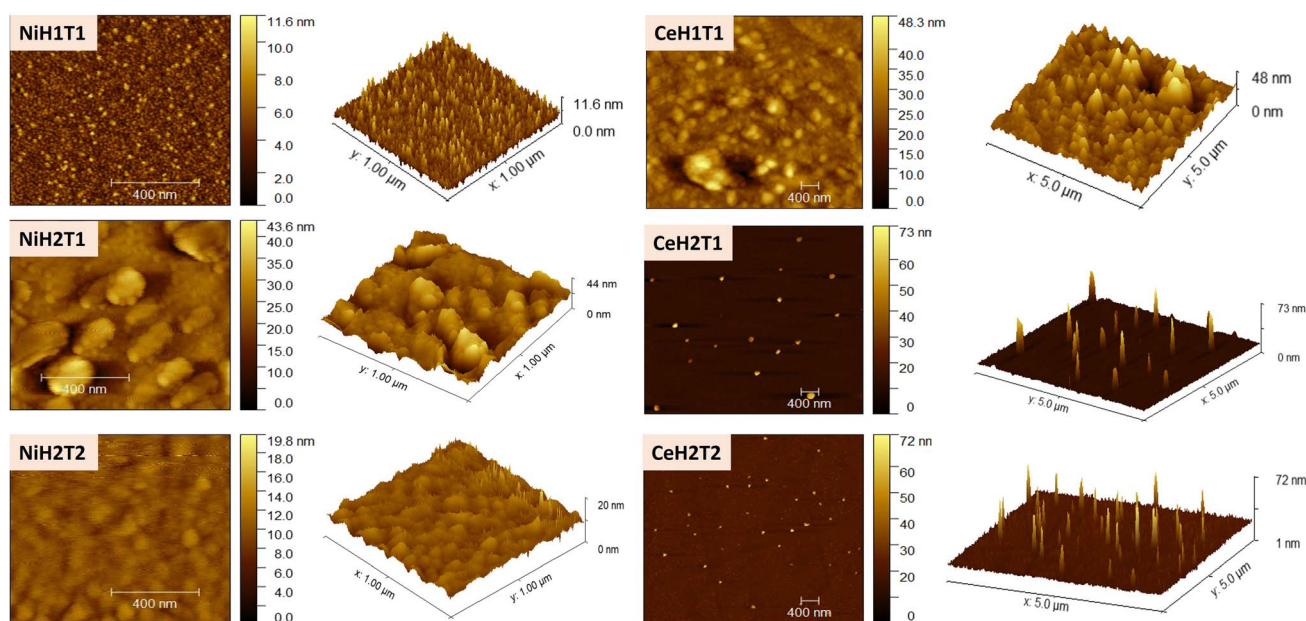 NiH1T1
11.6 nm
10.0
8.0
6.0
4.0
2.0
0.0
400 nm
11.6 nm
0.0 nm
y: 1.00 µm
x: 1.00 µm
CeH1T1
48.3 nm
40.0
35.0
30.0
25.0
20.0
15.0
10.0
0.0
400 nm
48 nm
0 nm
x: 5.0 µm
y: 5.0 µm
NiH2T1
43.6 nm
40.0
35.0
30.0
25.0
20.0
15.0
10.0
0.0
400 nm
44 nm
0 nm
y: 1.00 µm
x: 1.00 µm
CeH2T1
73 nm
60
50
40
30
20
0
400 nm
73 nm
0 nm
y: 5.0 µm
x: 5.0 µm
NiH2T2
19.8 nm
18.0
16.0
14.0
12.0
10.0
8.0
6.0
4.0
0.0
400 nm
20 nm
0 nm
x: 1.00 µm
y: 1.00 µm
CeH2T2
72 nm
60
50
40
30
20
0
400 nm
72 nm
1 nm
x: 5.0 µm
y: 5.0 µm